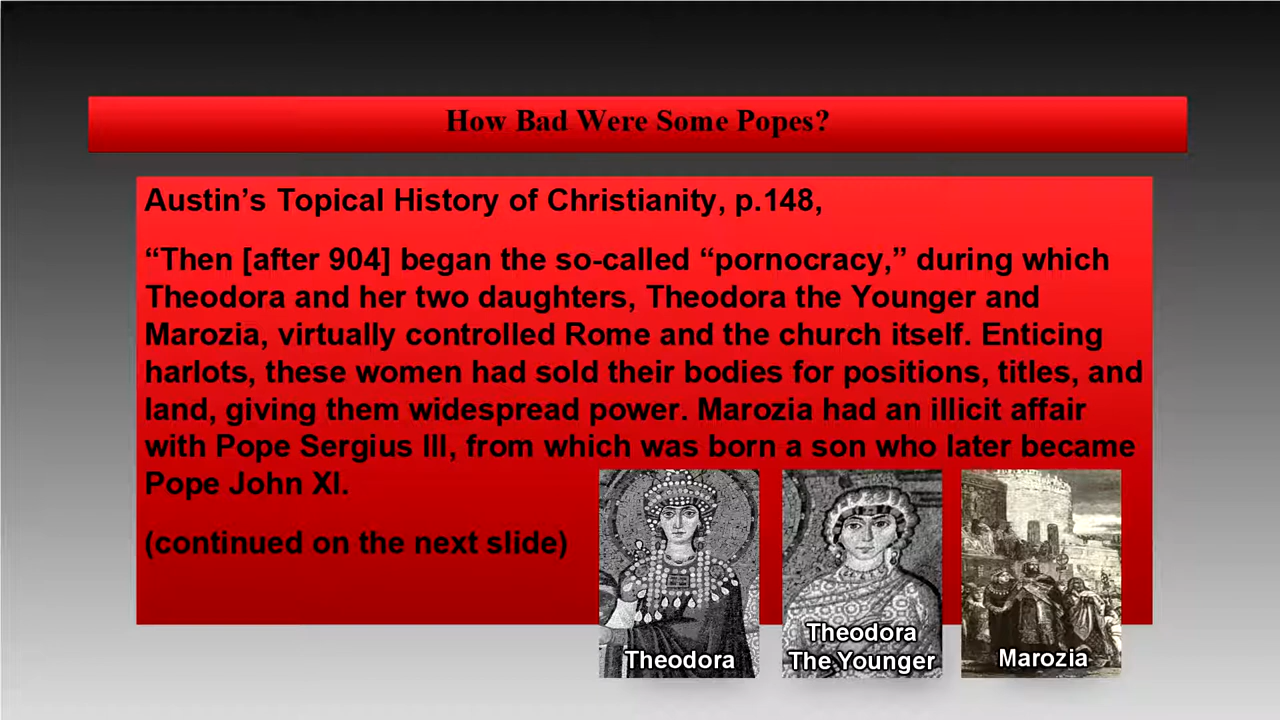 How Bad Were Some Popes?
Austin’s Topical History of Christianity, p.148,
“Then [after 904] began the so-called “pornocracy,” during which
Theodora and her two daughters, Theodora the Younger and
Marozia, virtually controlled Rome and the church itself. Enticing
harlots, these women had sold their bodies for positions, titles, and
land, giving them widespread power. Marozia had an illicit affair
with Pope Sergius III, from which was born a son who later became
Pope John XI.
(continued on the next slide)
Theodora
Theodora
The Younger
Marozia